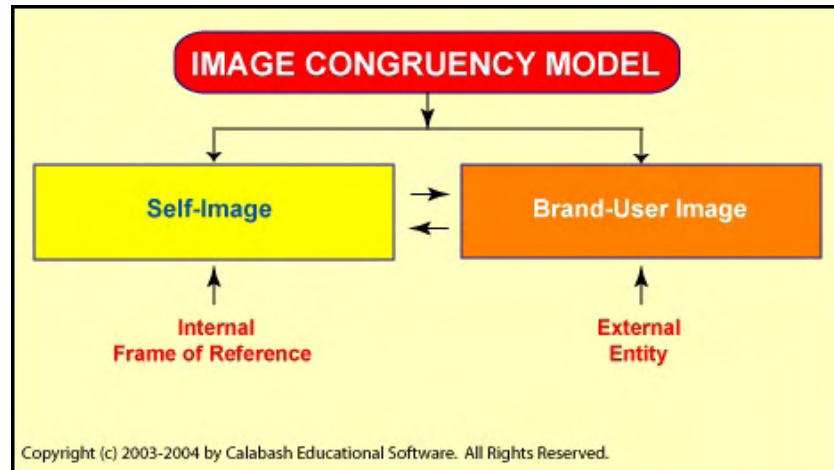 IMAGE CONGRUENCY MODEL
Self-Image
Brand-User Image
Internal
Frame of Reference
External
Entity
Copyright (c) 2003-2004 by Calabash Educational Software. All Rights Reserved.